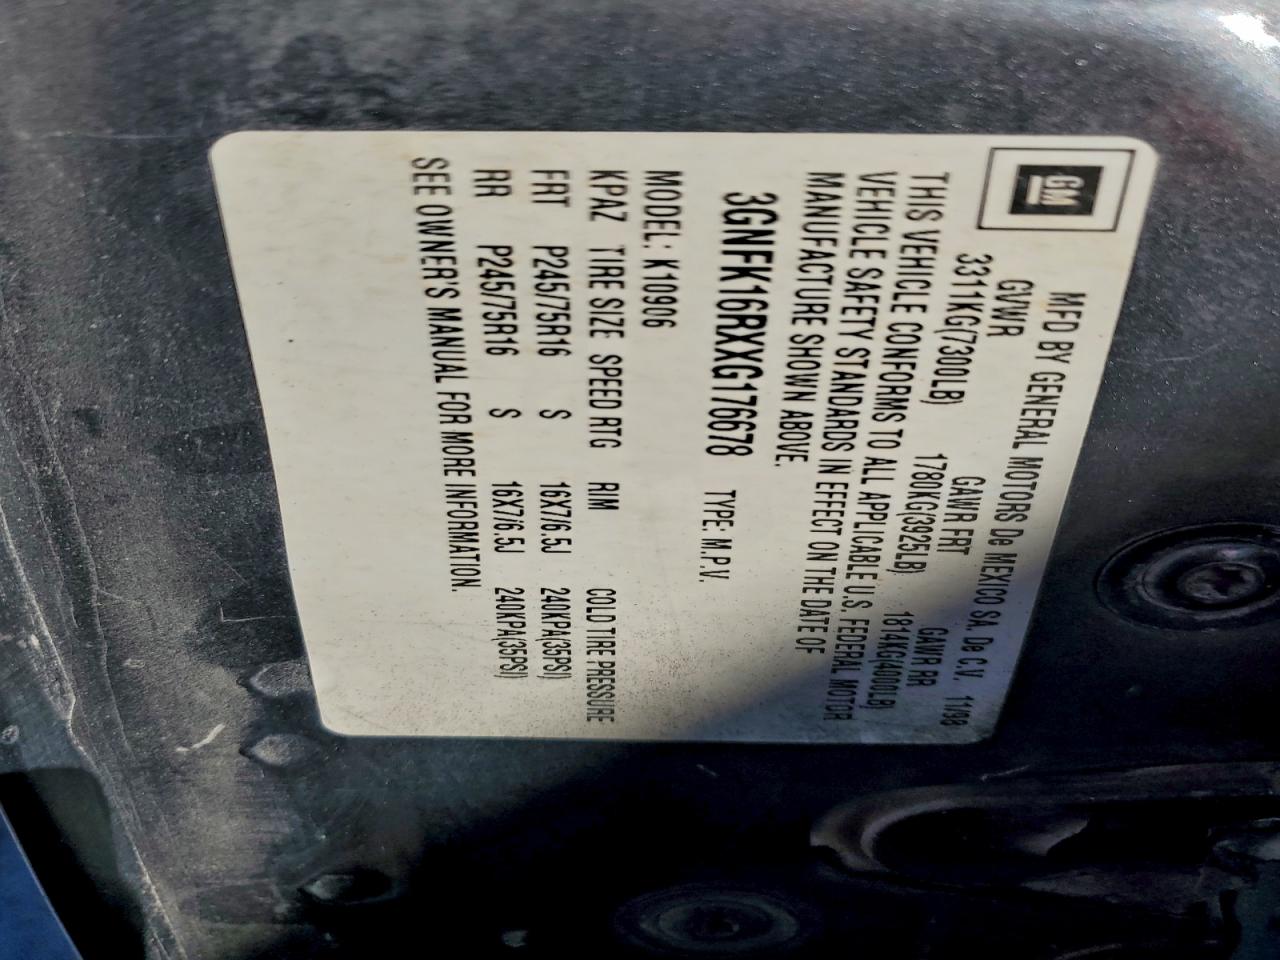 GM
MFD BY GENERAL MOTORS De MEXICO SA. De C.V. 11/98
GVWR GAWR FRT GAWR RR
3311KG(7300LB) 1780KG(3925LB) 1814KG(4000LB)
THIS VEHICLE CONFORMS TO ALL APPLICABLE U.S. FEDERAL MOTOR
VEHICLE SAFETY STANDARDS IN EFFECT ON THE DATE OF
MANUFACTURE SHOWN ABOVE.
3GNFK16RXXG176678 TYPE: M.P.V.
MODEL: K10906
KPAZ TIRE SIZE SPEED RTG RIM COLD TIRE PRESSURE
FRT P245/75R16 S 16X7/6.5J 240KPA(35PSI)
RR P245/75R16 S 16X7/6.5J 240KPA(35PSI)
SEE OWNER'S MANUAL FOR MORE INFORMATION.